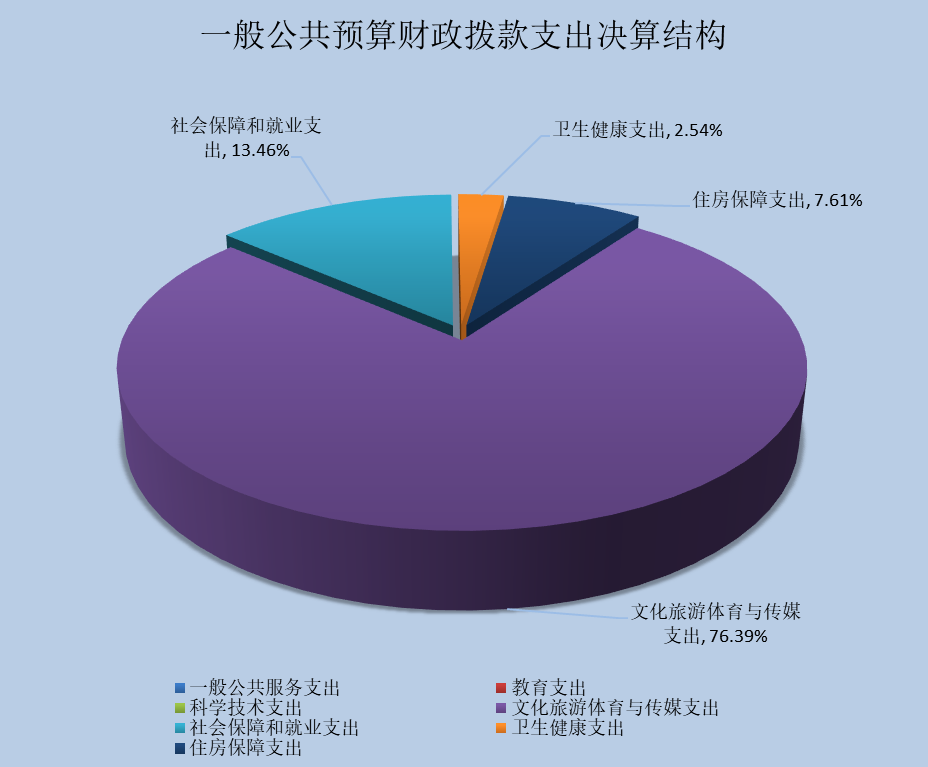 一般公共预算财政拨款支出决算结构
社会保障和就业支
出, 13.46%
卫生健康支出, 2.54%
住房保障支出, 7.61%
文化旅游体育与传媒
支出, 76.39%
一般公共服务支出
教育支出
科学技术支出
文化旅游体育与传媒支出
社会保障和就业支出
卫生健康支出
住房保障支出